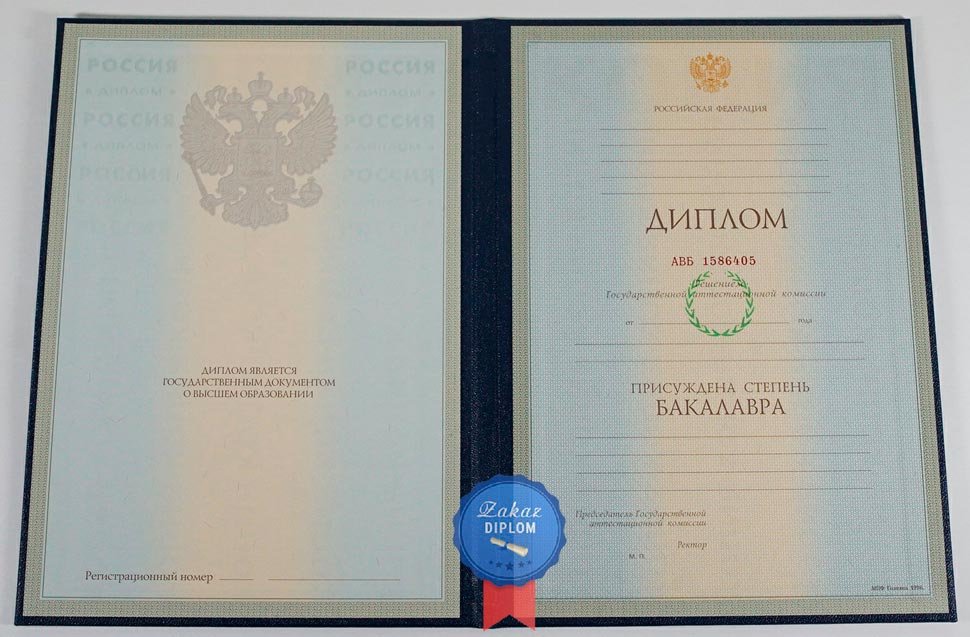 РОССИЯ РОССИЯ
ДИПЛОМ ДИПЛОМ
РОССИЯ РОССИЯ
ДИПЛОМ ДИПЛОМ
РОССИЯ РОССИЯ
ДИПЛОМ ЯВЛЯЕТСЯ
ГОСУДАРСТВЕННЫМ ДОКУМЕНТОМ
О ВЫСШЕМ ОБРАЗОВАНИИ
Регистрационный номер
РОССИЙСКАЯ ФЕДЕРАЦИЯ
ДИПЛОМ
АВБ 1586405
Решением
Государственной аттестационной комиссии
от года
ПРИСУЖДЕНА СТЕПЕНЬ
БАКАЛАВРА
Председатель Государственной
аттестационной комиссии
Ректор
М. П.
Zakaz
DIPLOM